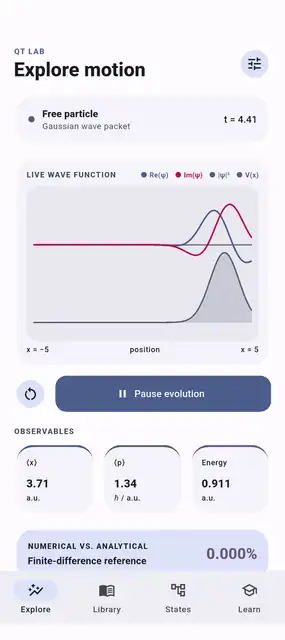 QT LAB
Explore motion
Free particle
Gaussian wave packet
t = 4.41
LIVE WAVE FUNCTION
Re(ψ) Im(ψ) |ψ|² V(x)
x = −5 position x = 5
Pause evolution
OBSERVABLES
⟨x⟩ ⟨p⟩ Energy
3.71 1.34 0.911
a.u. ℏ / a.u. a.u.
NUMERICAL VS. ANALYTICAL
Finite-difference reference
0.000%
Explore Library States Learn